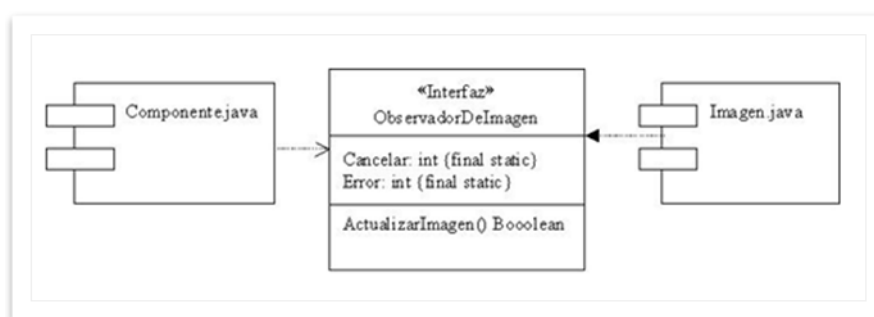 Componente.java
«Interfaz»
ObservadorDeImagen
Cancelar: int {final static}
Error: int {final static}
ActualizarImagen() Booolean
Imagen.java